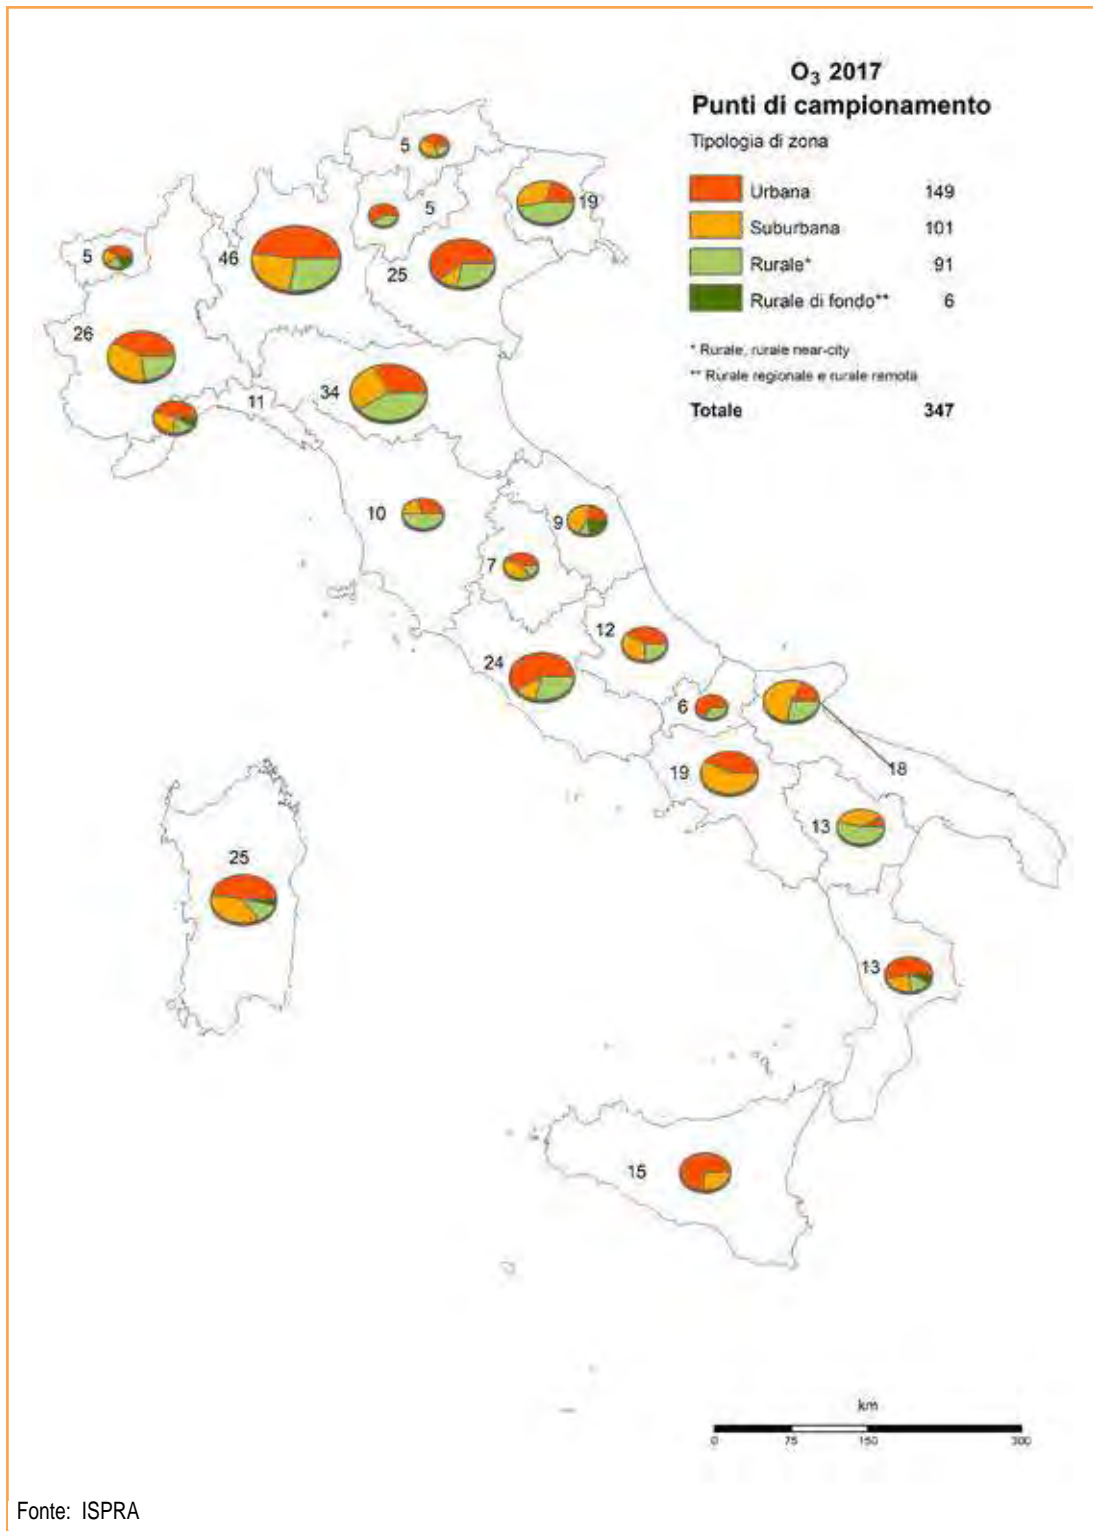 O₃ 2017
Punti di campionamento
Tipologia di zona
Urbana 149
Suburbana 101
Rurale* 91
Rurale di fondo** 6
* Rurale, rurale near-city
** Rurale regionale e rurale remota
Totale 347
5
19
5
5
46
25
26
34
11
10
9
7
12
24
6
18
19
13
25
13
15
km
0 75 150 300
Fonte: ISPRA